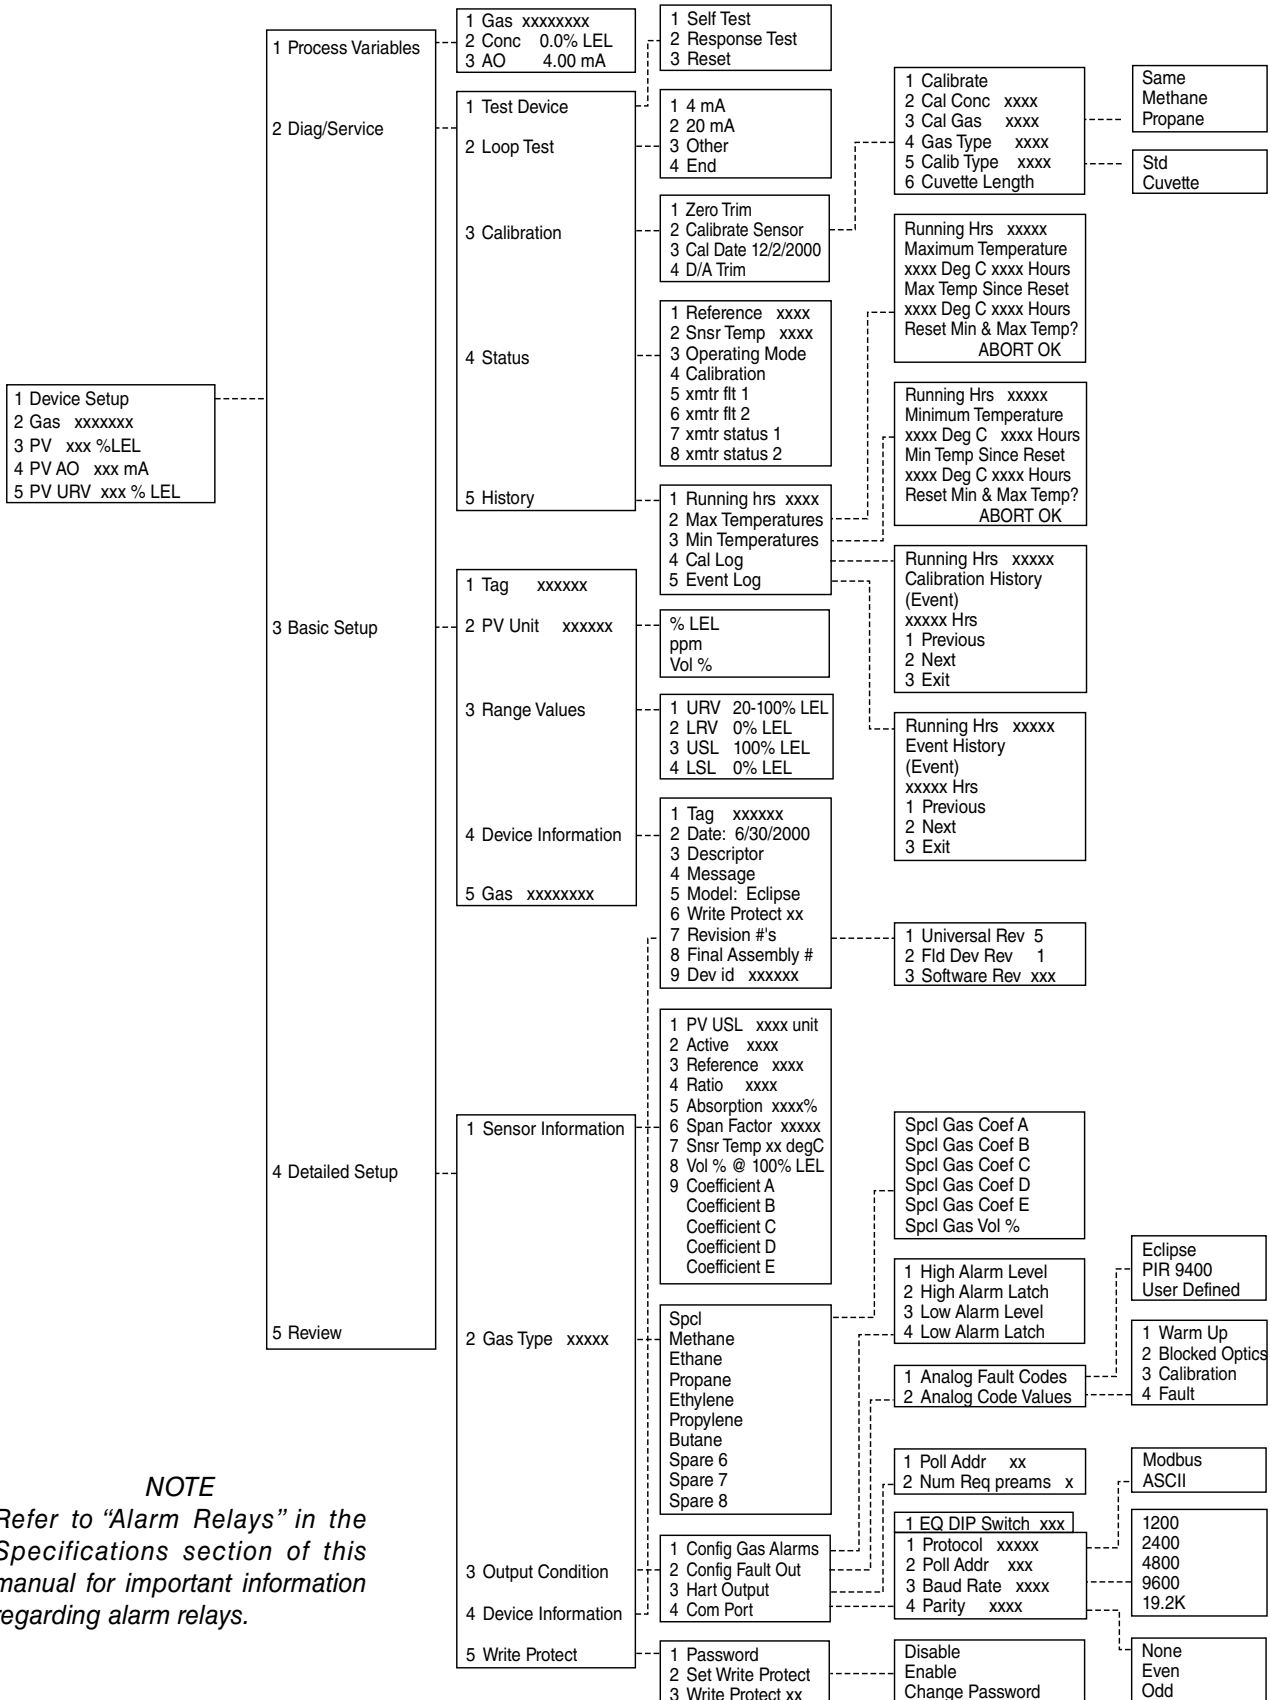 1 Device Setup
2 Gas xxxxxxx
3 PV xxx %LEL
4 PV AO xxx mA
5 PV URV xxx % LEL
1 Process Variables
2 Diag/Service
3 Basic Setup
4 Detailed Setup
5 Review
1 Gas xxxxxxxx
2 Conc 0.0% LEL
3 AO 4.00 mA
1 Test Device
2 Loop Test
3 Calibration
4 Status
5 History
1 Tag xxxxxx
2 PV Unit xxxxxx
3 Range Values
4 Device Information
5 Gas xxxxxxxx
1 Sensor Information
2 Gas Type xxxxx
3 Output Condition
4 Device Information
5 Write Protect
1 Self Test
2 Response Test
3 Reset
1 4 mA
2 20 mA
3 Other
4 End
1 Zero Trim
2 Calibrate Sensor
3 Cal Date 12/2/2000
4 D/A Trim
1 Reference xxxx
2 Snsr Temp xxxx
3 Operating Mode
4 Calibration
5 xmtr flt 1
6 xmtr flt 2
7 xmtr status 1
8 xmtr status 2
1 Running hrs xxxx
2 Max Temperatures
3 Min Temperatures
4 Cal Log
5 Event Log
% LEL
ppm
Vol %
1 URV 20-100% LEL
2 LRV 0% LEL
3 USL 100% LEL
4 LSL 0% LEL
1 Tag xxxxxx
2 Date: 6/30/2000
3 Descriptor
4 Message
5 Model: Eclipse
6 Write Protect xx
7 Revision #'s
8 Final Assembly #
9 Dev id xxxxxx
1 PV USL xxxx unit
2 Active xxxx
3 Reference xxxx
4 Ratio xxxx
5 Absorption xxxx%
6 Span Factor xxxxx
7 Snsr Temp xx degC
8 Vol % @ 100% LEL
9 Coefficient A
Coefficient B
Coefficient C
Coefficient D
Coefficient E
Spcl
Methane
Ethane
Propane
Ethylene
Propylene
Butane
Spare 6
Spare 7
Spare 8
1 Config Gas Alarms
2 Config Fault Out
3 Hart Output
4 Com Port
1 Password
2 Set Write Protect
3 Write Protect xx
1 Calibrate
2 Cal Conc xxxx
3 Cal Gas xxxx
4 Gas Type xxxx
5 Calib Type xxxx
6 Cuvette Length
Running Hrs xxxxx
Maximum Temperature
xxxx Deg C xxxx Hours
Max Temp Since Reset
xxxx Deg C xxxx Hours
Reset Min & Max Temp?
ABORT OK
Running Hrs xxxxx
Minimum Temperature
xxxx Deg C xxxx Hours
Min Temp Since Reset
xxxx Deg C xxxx Hours
Reset Min & Max Temp?
ABORT OK
Running Hrs xxxxx
Calibration History
(Event)
xxxxx Hrs
1 Previous
2 Next
3 Exit
Running Hrs xxxxx
Event History
(Event)
xxxxx Hrs
1 Previous
2 Next
3 Exit
1 Universal Rev 5
2 Fld Dev Rev 1
3 Software Rev xxx
Spcl Gas Coef A
Spcl Gas Coef B
Spcl Gas Coef C
Spcl Gas Coef D
Spcl Gas Coef E
Spcl Gas Vol %
1 High Alarm Level
2 High Alarm Latch
3 Low Alarm Level
4 Low Alarm Latch
1 Analog Fault Codes
2 Analog Code Values
1 Poll Addr xx
2 Num Req preams x
1 EQ DIP Switch xxx
1 Protocol xxxxx
2 Poll Addr xxx
3 Baud Rate xxxx
4 Parity xxxx
Disable
Enable
Change Password
Same
Methane
Propane
Std
Cuvette
Eclipse
PIR 9400
User Defined
1 Warm Up
2 Blocked Optics
3 Calibration
4 Fault
Modbus
ASCII
1200
2400
4800
9600
19.2K
None
Even
Odd
NOTE
Refer to “Alarm Relays” in the
Specifications section of this
manual for important information
regarding alarm relays.